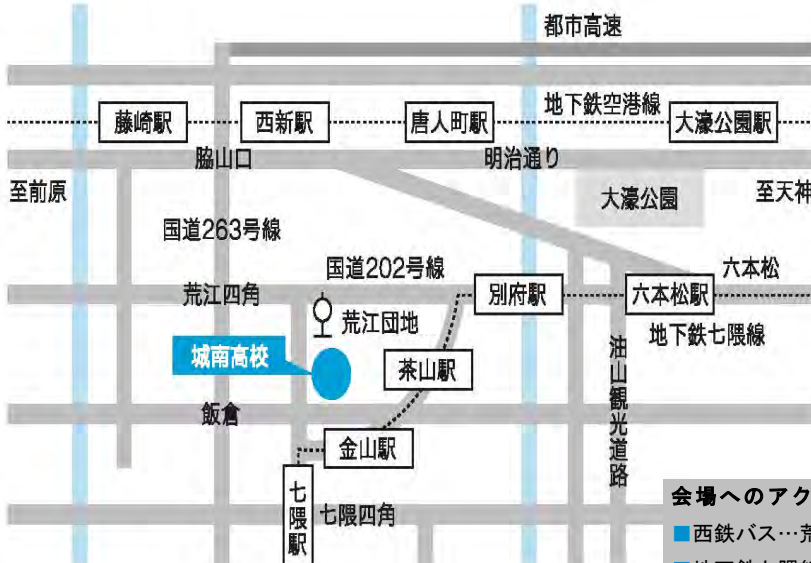 都市高速
地下鉄空港線
藤崎駅
西新駅
唐人町駅
大濠公園駅
脇山口
明治通り
至前原
大濠公園
至天神
国道263号線
国道202号線
六本松
荒江四角
別府駅
六本松駅
荒江団地
地下鉄七隈線
城南高校
茶山駅
油山観光道路
飯倉
金山駅
七隈駅
七隈四角
会場へのアク
■西鉄バス…荒